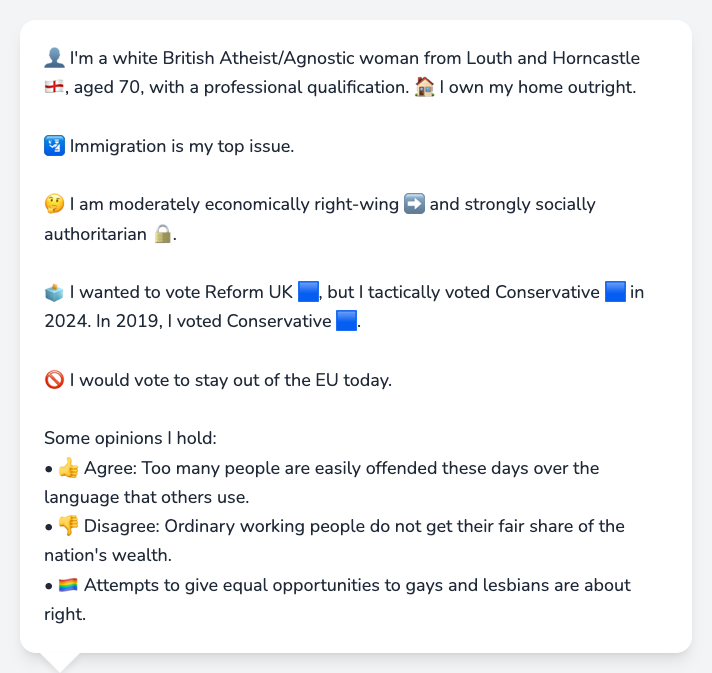 👤 I'm a white British Atheist/Agnostic woman from Louth and Horncastle
🏴󠁧󠁢󠁥󠁮󠁧󠁿, aged 70, with a professional qualification. 🏠 I own my home outright.
🛂 Immigration is my top issue.
🤔 I am moderately economically right-wing ➡️ and strongly socially
authoritarian 🔒.
🗳️ I wanted to vote Reform UK 🟦, but I tactically voted Conservative 🟦 in
2024. In 2019, I voted Conservative 🟦.
🚫 I would vote to stay out of the EU today.
Some opinions I hold:
• 👍 Agree: Too many people are easily offended these days over the
language that others use.
• 👎 Disagree: Ordinary working people do not get their fair share of the
nation's wealth.
• 🏳️‍🌈 Attempts to give equal opportunities to gays and lesbians are about
right.